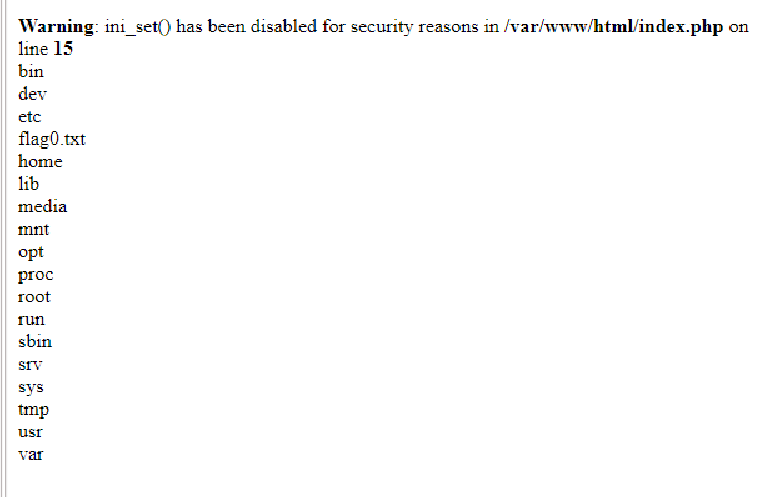 Warning: ini_set() has been disabled for security reasons in /var/www/html/index.php on
line 15
bin
dev
etc
flag0.txt
home
lib
media
mnt
opt
proc
root
run
sbin
srv
sys
tmp
usr
var